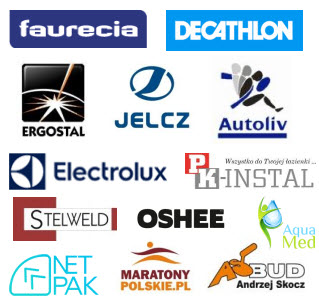 faurecia
DECATHLON
ERGOSTAL
JELCZ
Autoliv
Electrolux
Wszystko do Twojej łazienki ...
PK-INSTAL
STELWELD
OSHEE
Aqua
Med
NET
PAK
MARATONY
POLSKIE.PL
ASBUD
Andrzej Skocz